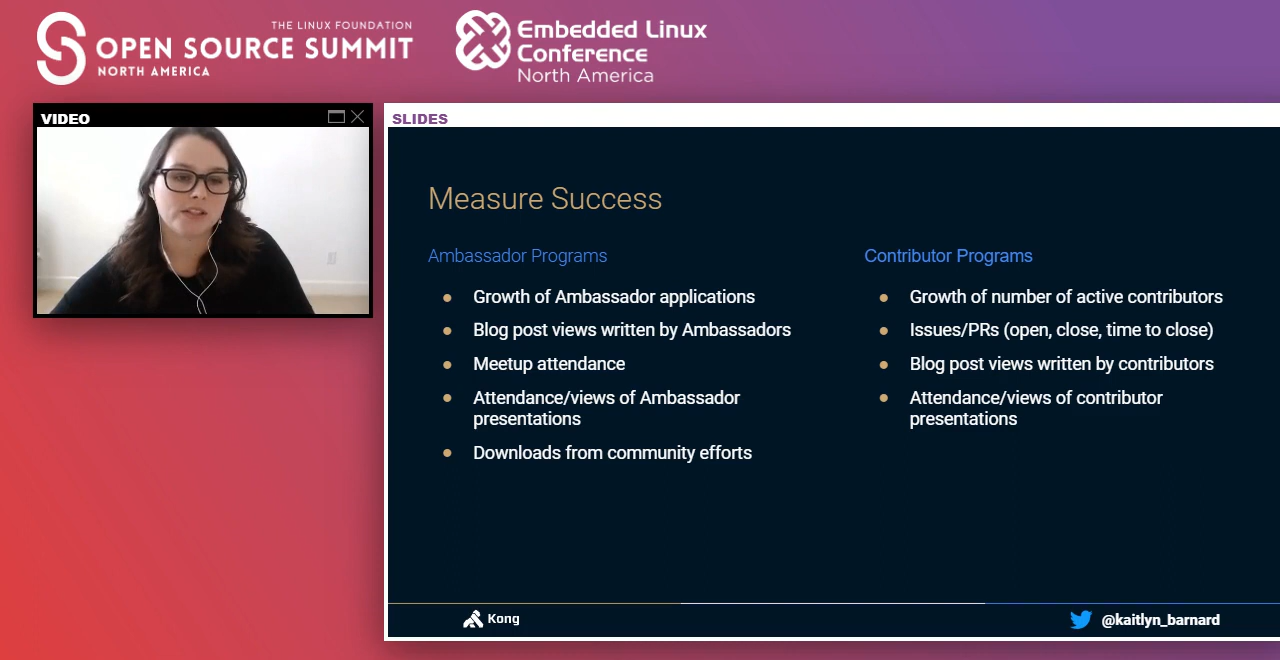 THE LINUX FOUNDATION
OPEN SOURCE SUMMIT
NORTH AMERICA
Embedded Linux
Conference
North America
VIDEO
SLIDES
Measure Success
Ambassador Programs
Growth of Ambassador applications
Blog post views written by Ambassadors
Meetup attendance
Attendance/views of Ambassador
presentations
Downloads from community efforts
Contributor Programs
Growth of number of active contributors
Issues/PRs (open, close, time to close)
Blog post views written by contributors
Attendance/views of contributor
presentations
Kong
@kaitlyn_barnard